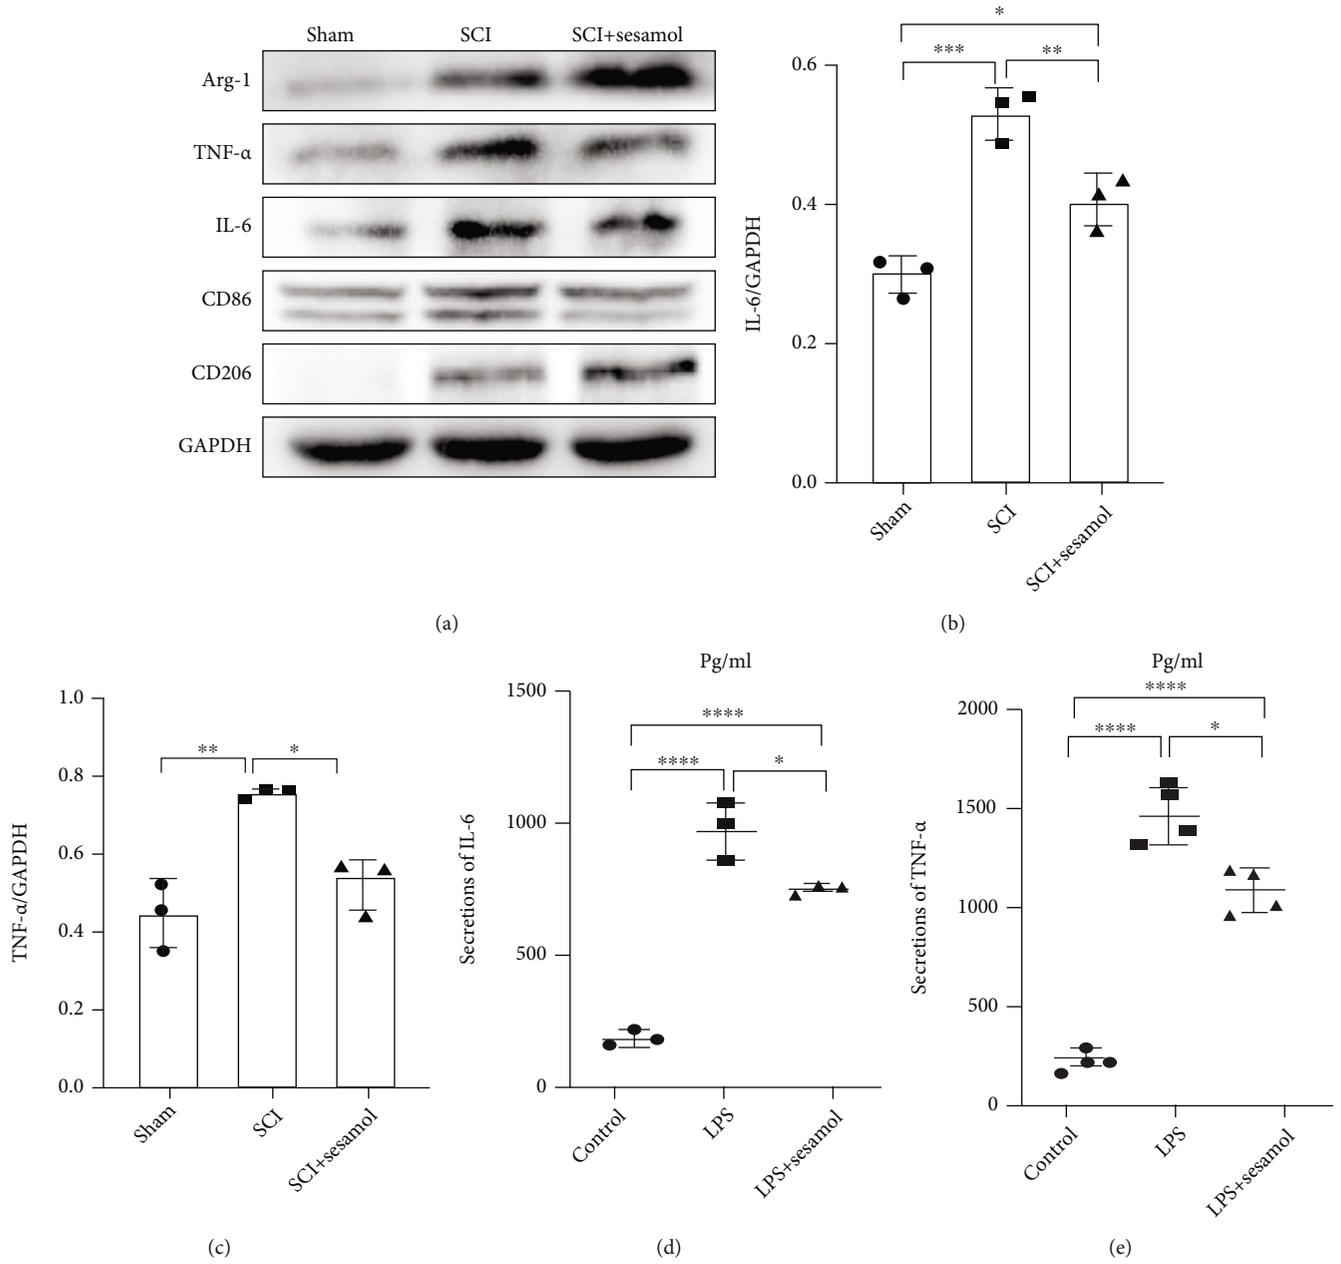 Sham SCI SCI+sesamol
Arg-1
TNF-α
IL-6
CD86
CD206
GAPDH
(a)
* 
*** **
0.6
0.4
0.2
0.0
IL-6/GAPDH
Sham
SCI
SCI+sesamol
(b)
1.0
0.8
0.6
0.4
0.2
0.0
TNF-α/GAPDH
** *
Sham
SCI
SCI+sesamol
(c)
Pg/ml
1500
1000
500
0
Secretions of IL-6
****
**** *
Control
LPS
LPS+sesamol
(d)
Pg/ml
2000
1500
1000
500
0
Secretions of TNF-α
****
**** *
Control
LPS
LPS+sesamol
(e)